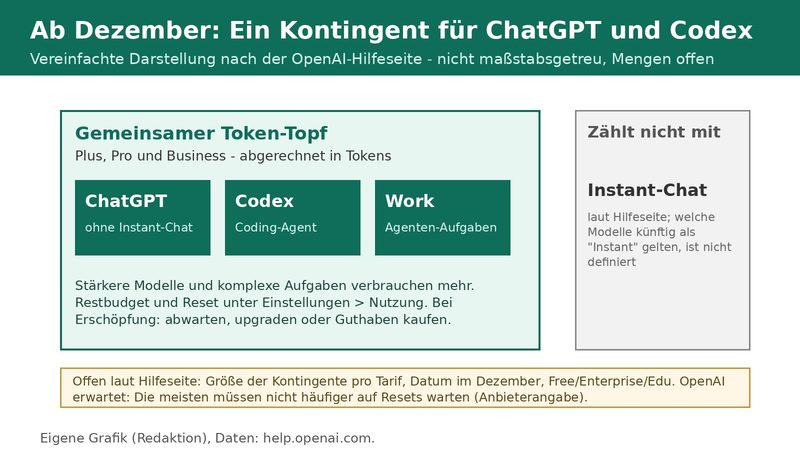 Ab Dezember: Ein Kontingent für ChatGPT und Codex
Vereinfachte Darstellung nach der OpenAI-Hilfeseite - nicht maßstabsgetreu, Mengen offen
Gemeinsamer Token-Topf
Plus, Pro und Business - abgerechnet in Tokens
ChatGPT
ohne Instant-Chat
Codex
Coding-Agent
Work
Agenten-Aufgaben
Stärkere Modelle und komplexe Aufgaben verbrauchen mehr.
Restbudget und Reset unter Einstellungen > Nutzung. Bei
Erschöpfung: abwarten, upgraden oder Guthaben kaufen.
Zählt nicht mit
Instant-Chat
laut Hilfeseite; welche
Modelle künftig als
"Instant" gelten, ist nicht
definiert
Offen laut Hilfeseite: Größe der Kontingente pro Tarif, Datum im Dezember, Free/Enterprise/Edu. OpenAI
erwartet: Die meisten müssen nicht häufiger auf Resets warten (Anbieterangabe).
Eigene Grafik (Redaktion), Daten: help.openai.com.